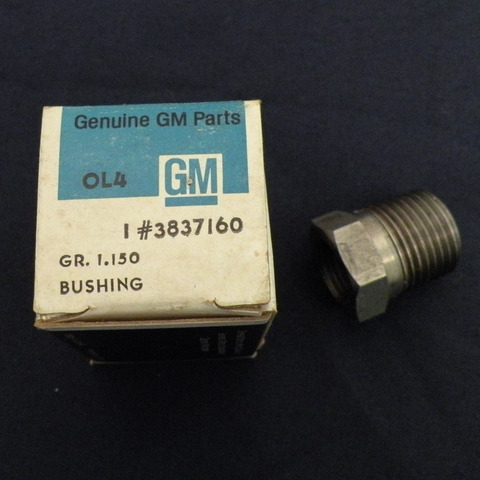 Genuine GM Parts
OL4 GM
1 #3837160
GR. 1.150
BUSHING